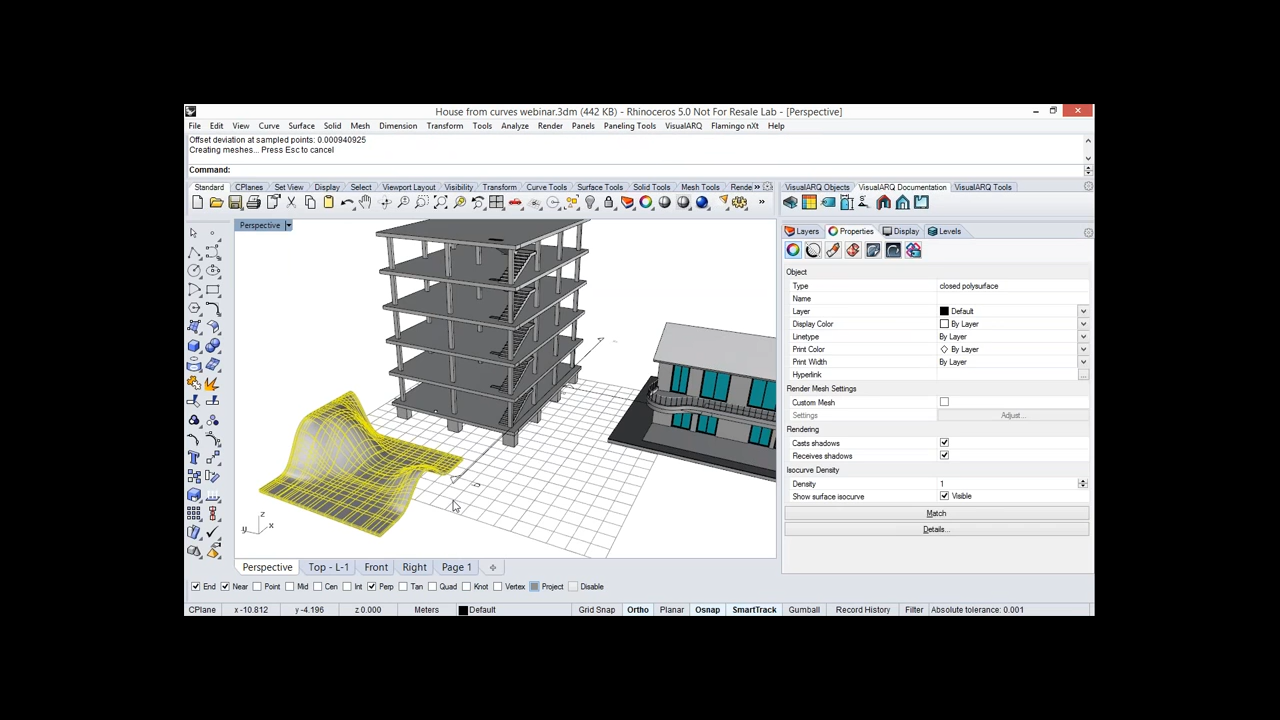 House from curves webinar.3dm (442 KB) - Rhinoceros 5.0 Not For Resale Lab - [Perspective]
File Edit View Curve Surface Solid Mesh Dimension Transform Tools Analyze Render Panels Paneling Tools VisualARQ Flamingo nXt Help
Offset deviation at sampled points: 0.000940925
Creating meshes... Press Esc to cancel
Command:
Standard CPlanes Set View Display Select Viewport Layout Visibility Transform Curve Tools Surface Tools Solid Tools Mesh Tools Rende
VisualARQ Objects VisualARQ Documentation VisualARQ Tools
Perspective
Layers Properties Display Levels
Object
Type closed polysurface
Name
Layer Default
Display Color By Layer
Linetype By Layer
Print Color By Layer
Print Width By Layer
Hyperlink ...
Render Mesh Settings
Custom Mesh
Settings Adjust...
Rendering
Casts shadows
Receives shadows
Isocurve Density
Density 1
Show surface isocurve Visible
Match
Details...
z
y x
Perspective Top - L-1 Front Right Page 1
End Near Point Mid Cen Int Perp Tan Quad Knot Vertex Project Disable
CPlane x -10.812 y -4.196 z 0.000 Meters Default Grid Snap Ortho Planar Osnap SmartTrack Gumball Record History Filter Absolute tolerance: 0.001